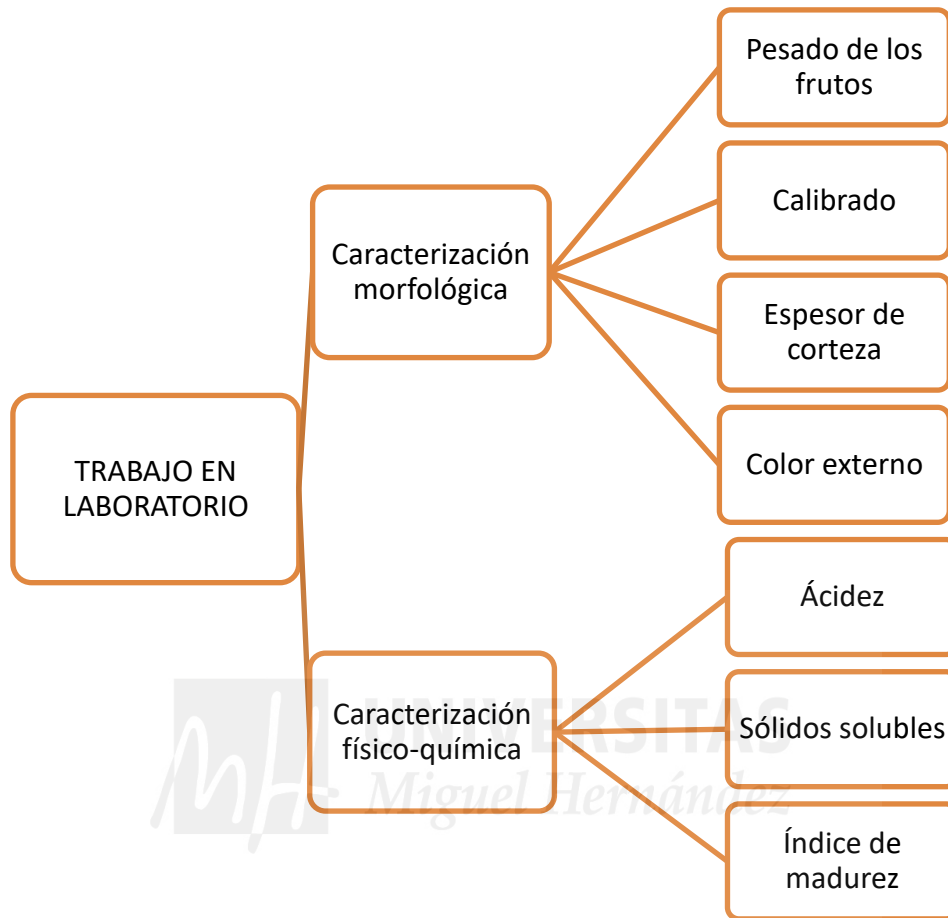 Pesado de los
frutos
Calibrado
Caracterización
morfológica
Espesor de
corteza
Color externo
TRABAJO EN
LABORATORIO
Ácidez
Caracterización
físico-química
Sólidos solubles
Índice de
madurez
UNIVERSITAS
Miguel Hernández